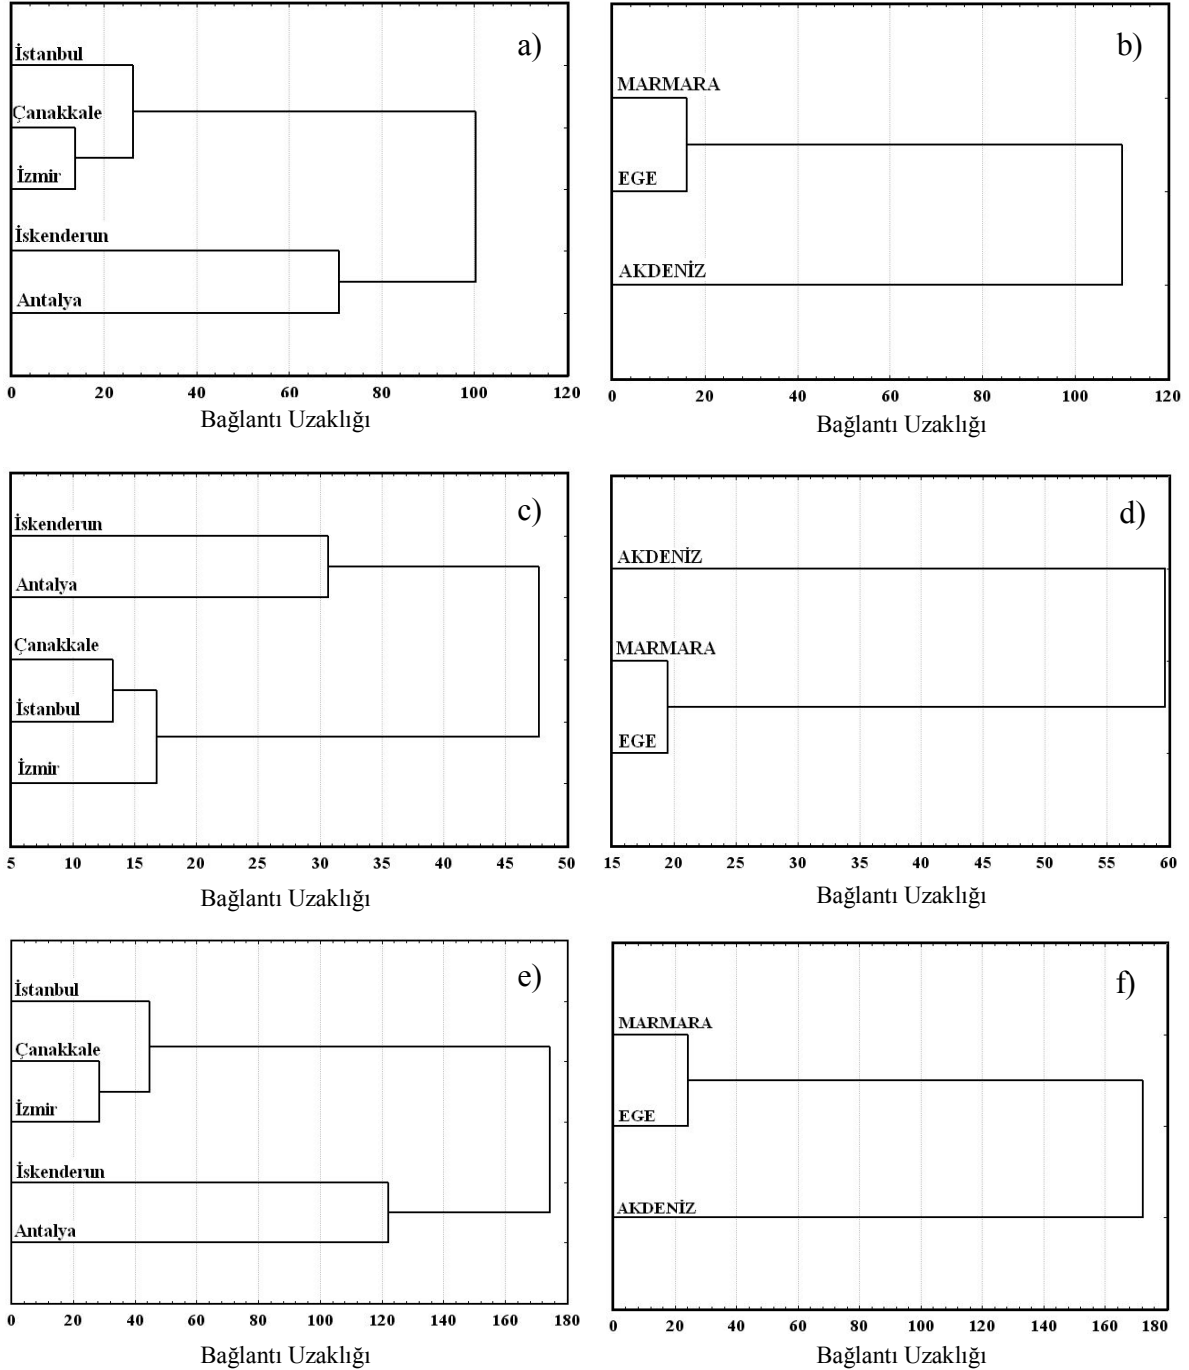 a)
İstanbul
Çanakkale
İzmir
İskenderun
Antalya
0 20 40 60 80 100 120
Bağlantı Uzaklığı
b)
MARMARA
EGE
AKDENİZ
0 20 40 60 80 100 120
Bağlantı Uzaklığı
c)
İskenderun
Antalya
Çanakkale
İstanbul
İzmir
5 10 15 20 25 30 35 40 45 50
Bağlantı Uzaklığı
d)
AKDENİZ
MARMARA
EGE
15 20 25 30 35 40 45 50 55 60
Bağlantı Uzaklığı
e)
İstanbul
Çanakkale
İzmir
İskenderun
Antalya
0 20 40 60 80 100 120 140 160 180
Bağlantı Uzaklığı
f)
MARMARA
EGE
AKDENİZ
0 20 40 60 80 100 120 140 160 180
Bağlantı Uzaklığı